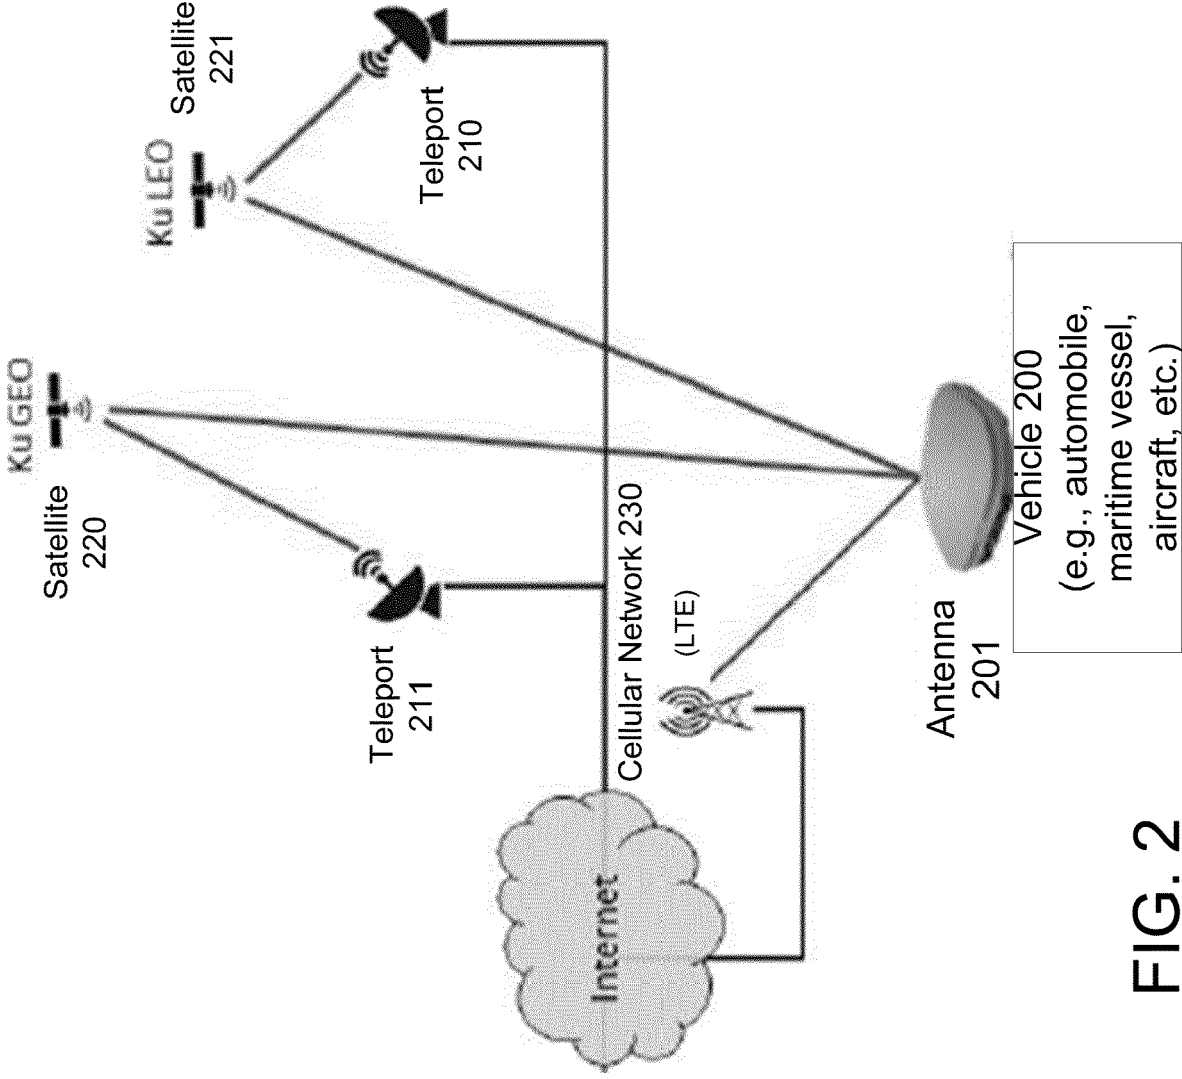 Ku GEO
Satellite
220
Ku LEO
Satellite
221
Teleport
211
Teleport
210
Internet
Cellular Network 230
(LTE)
Antenna
201
Vehicle 200
(e.g., automobile,
maritime vessel,
aircraft, etc.)
FIG. 2